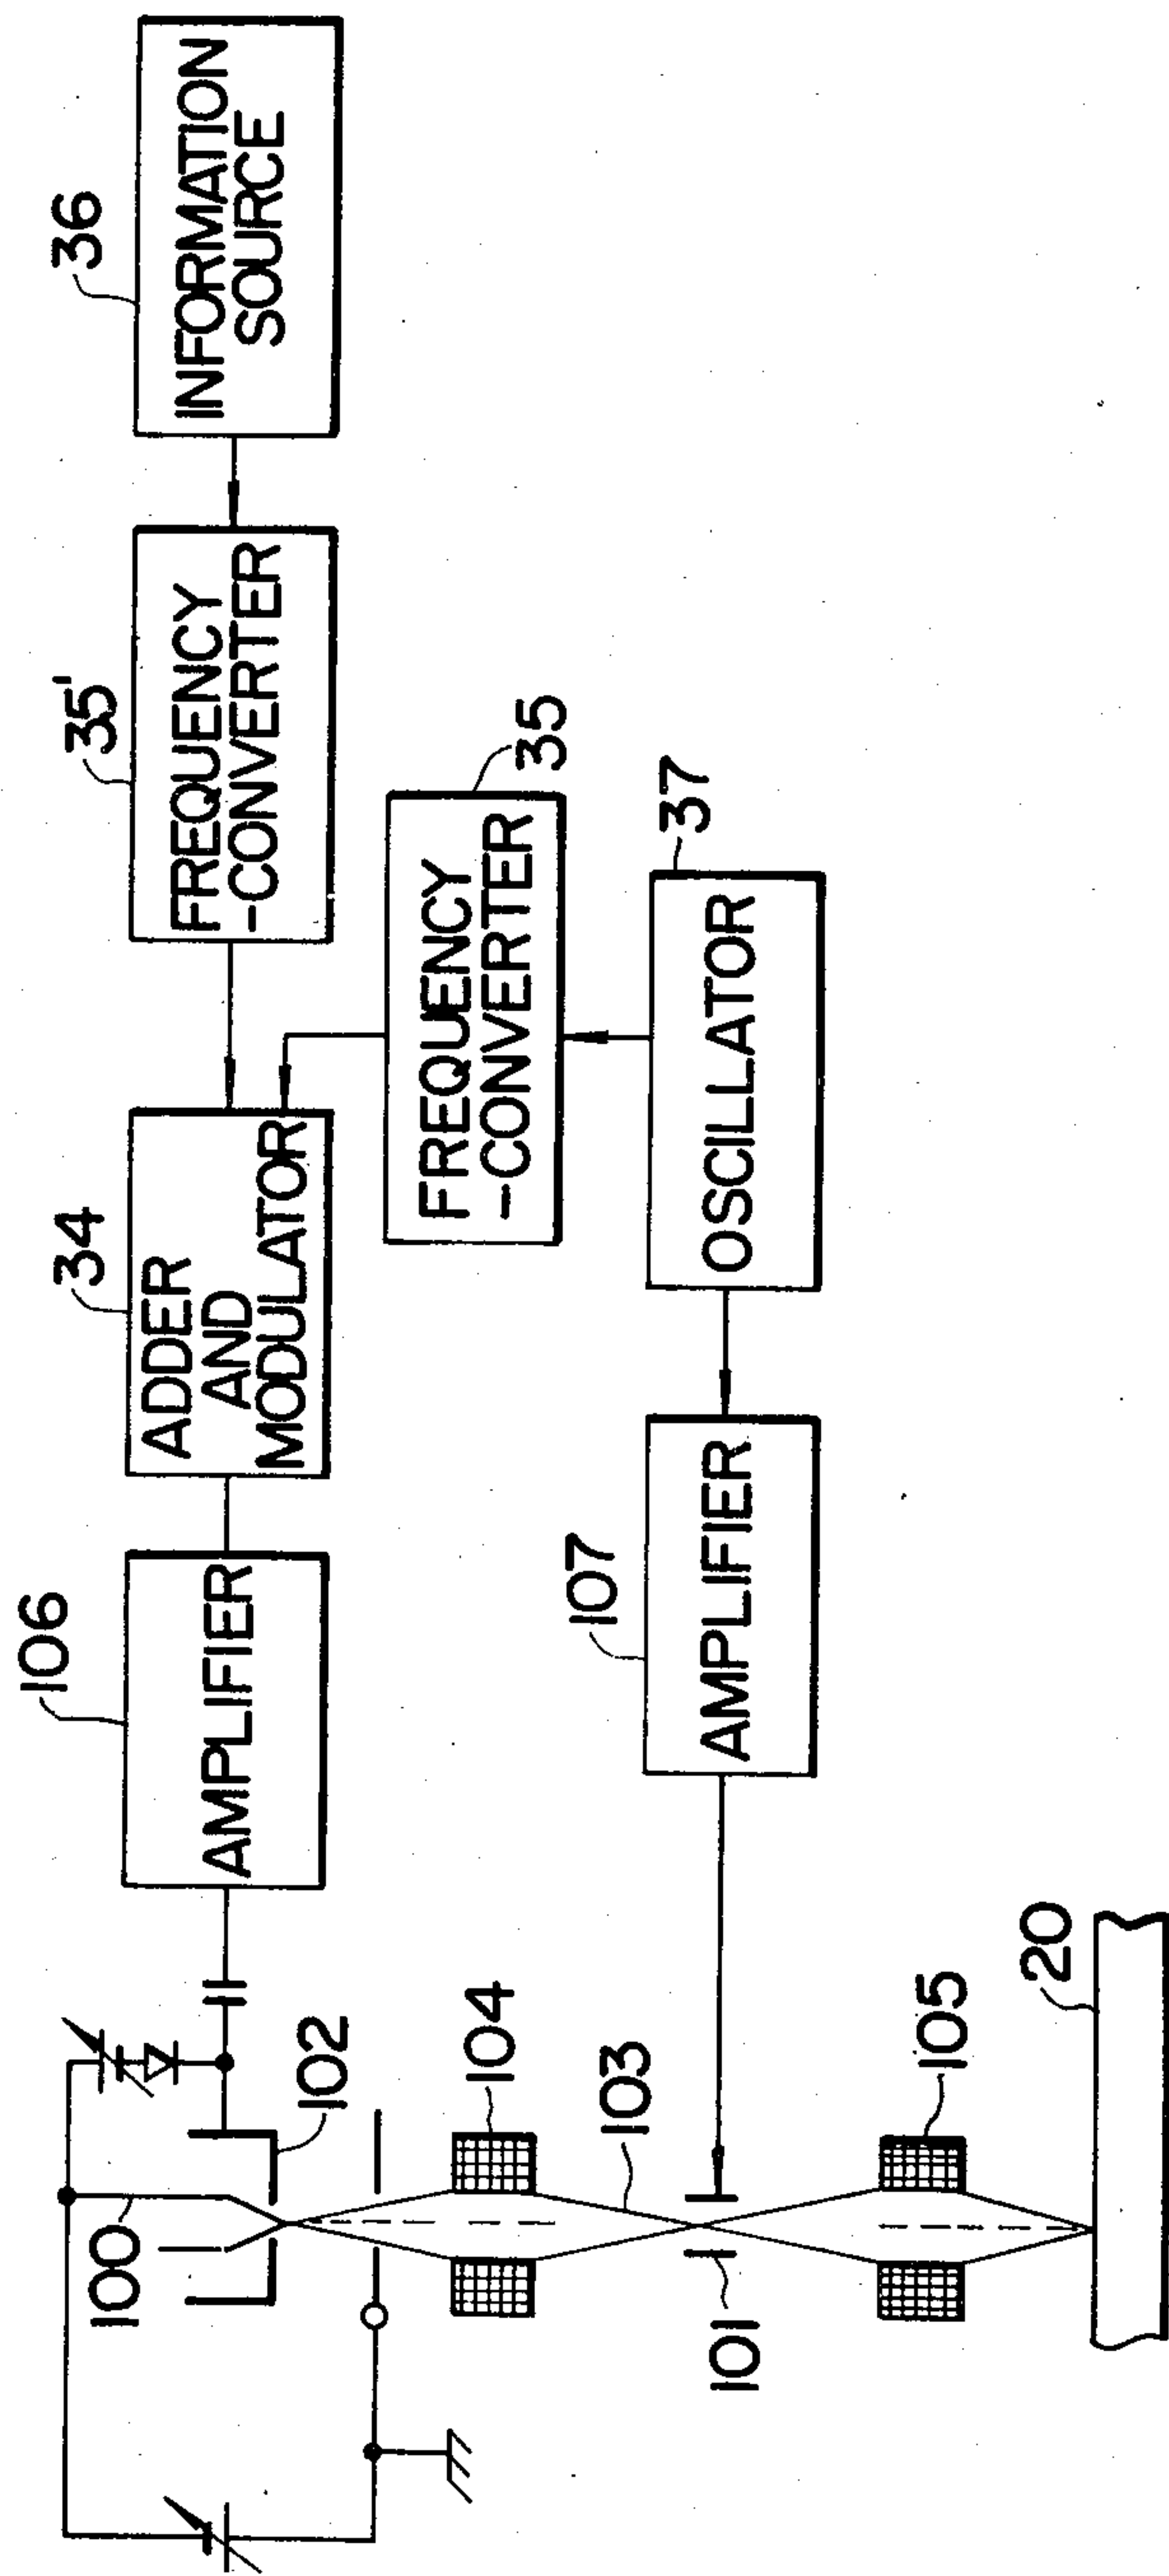 106
AMPLIFIER
34
ADDER
AND
MODULATOR
35'
FREQUENCY
-CONVERTER
36
INFORMATION
SOURCE
100
102
104
103
101
105
20
107
AMPLIFIER
37
OSCILLATOR
35
FREQUENCY
-CONVERTER